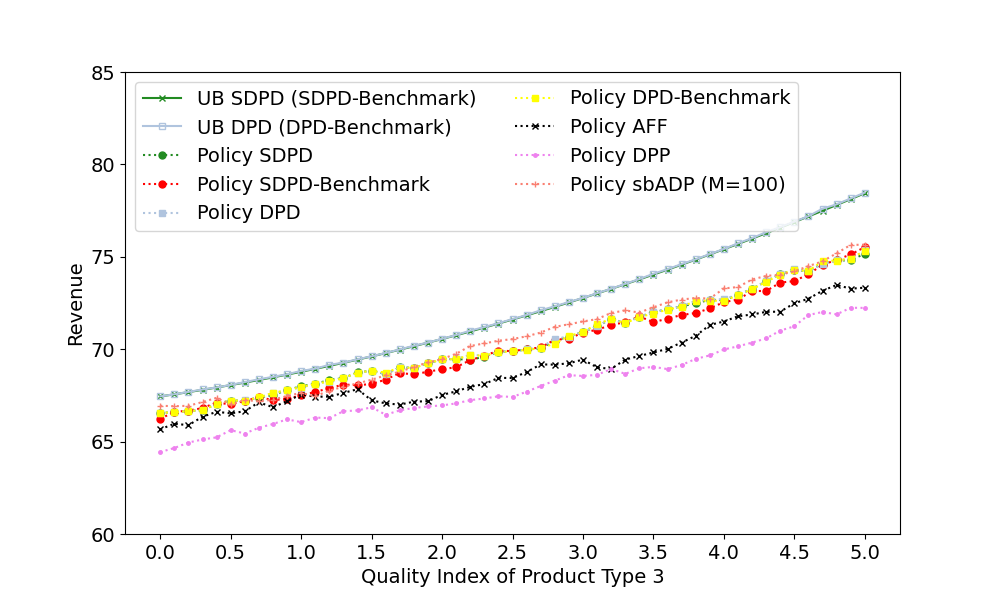 85
80
75
70
65
60
Revenue
UB SDPD (SDPD-Benchmark)
UB DPD (DPD-Benchmark)
Policy SDPD
Policy SDPD-Benchmark
Policy DPD
Policy DPD-Benchmark
Policy AFF
Policy DPP
Policy sbADP (M=100)
0.0 0.5 1.0 1.5 2.0 2.5 3.0 3.5 4.0 4.5 5.0
Quality Index of Product Type 3